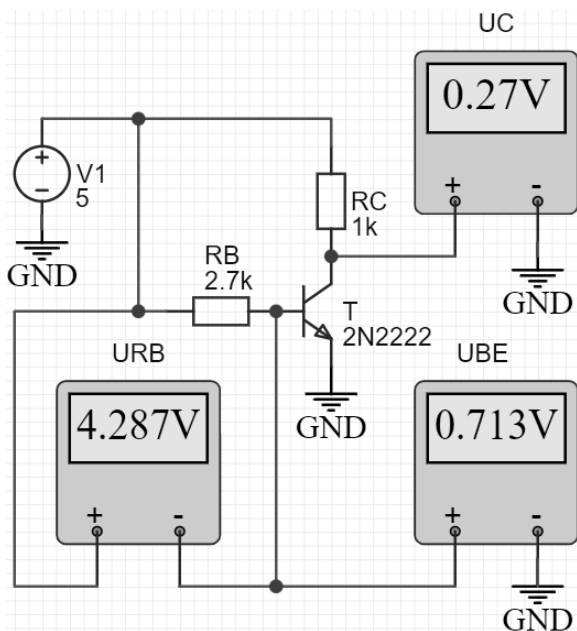 UC
0.27V
+ -
+
-
V1
5
GND
RC
1k
GND
RB
2.7k
T
2N2222
GND
URB
4.287V
+ -
UBE
0.713V
+ -
GND